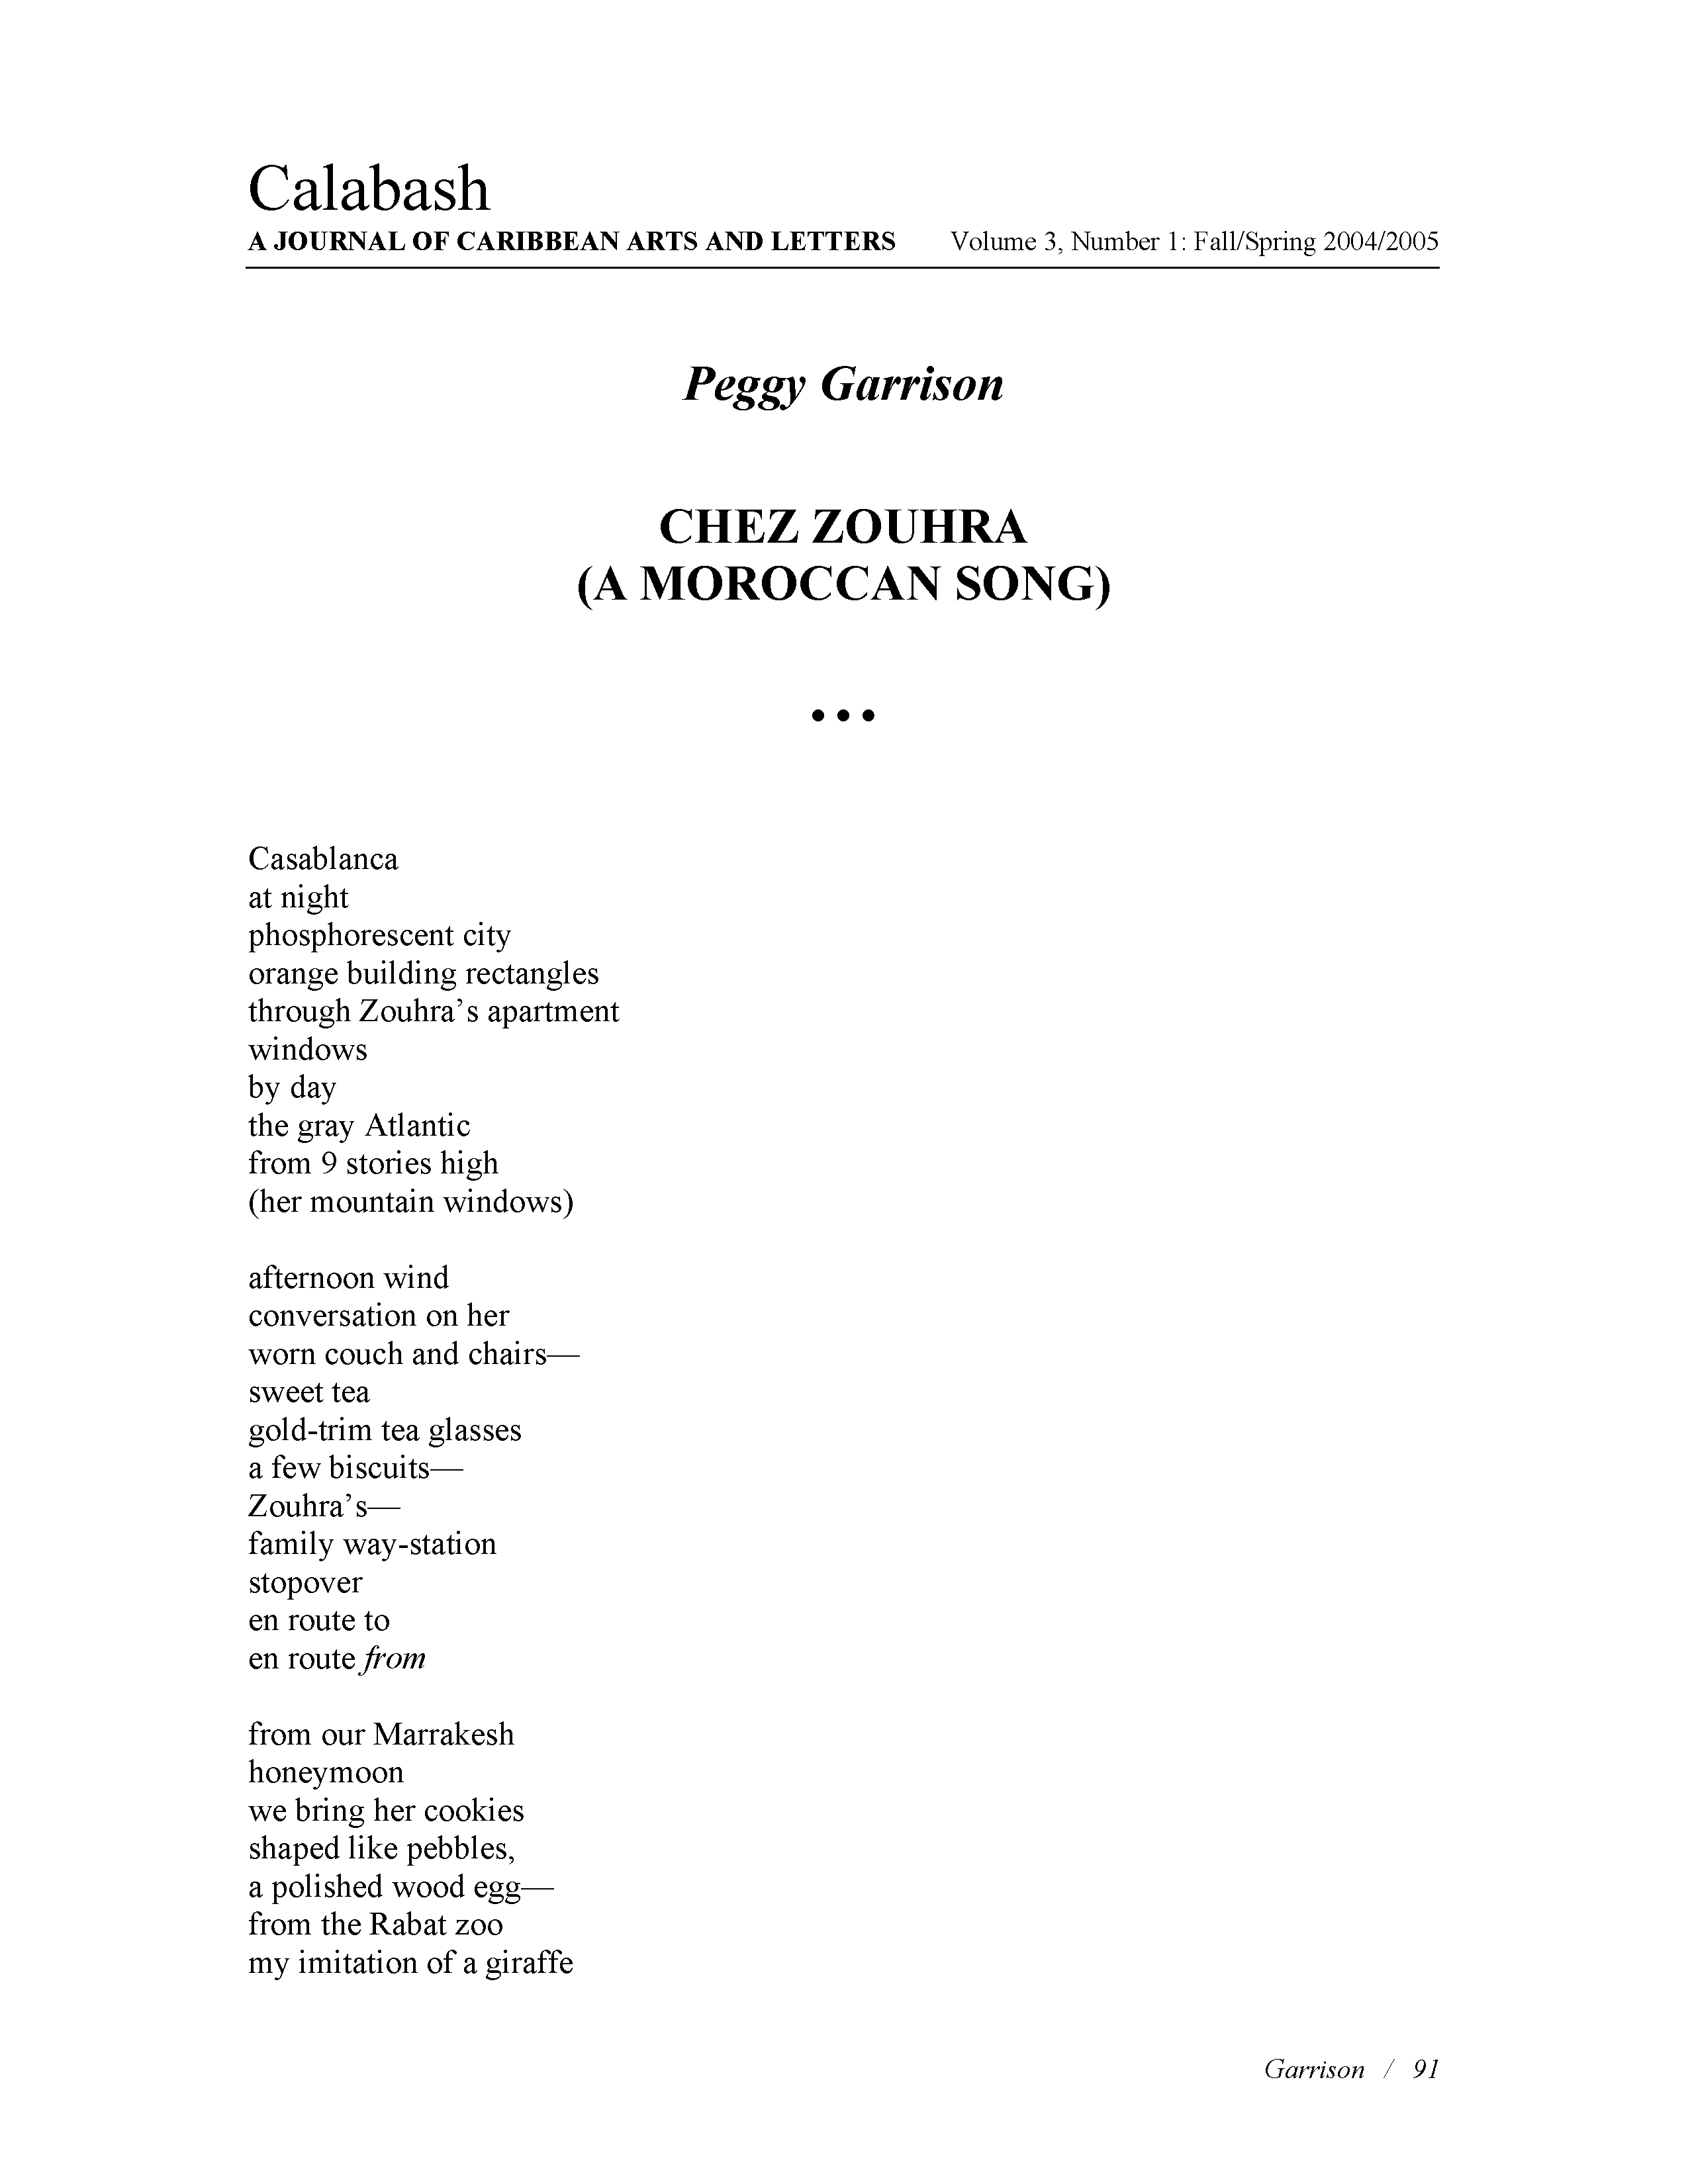 Calabash
A JOURNAL OF CARIBBEAN ARTS AND LETTERS Volume 3, Number 1: Fall/Spring 2004/2005
Peggy Garrison
CHEZ ZOUHRA
(A MOROCCAN SONG)
• • •
Casablanca
at night
phosphorescent city
orange building rectangles
through Zouhra’s apartment
windows
by day
the gray Atlantic
from 9 stories high
(her mountain windows)

afternoon wind
conversation on her
worn couch and chairs—
sweet tea
gold-trim tea glasses
a few biscuits—
Zouhra’s—
family way-station
stopover
en route to
en route from

from our Marrakesh
honeymoon
we bring her cookies
shaped like pebbles,
a polished wood egg—
from the Rabat zoo
my imitation of a giraffe

Garrison / 91